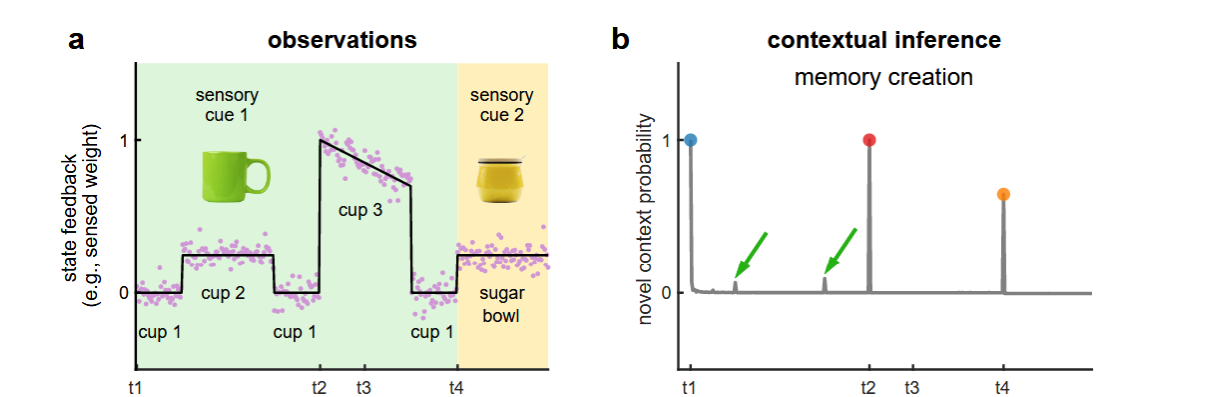 a
observations
sensory
cue 1
sensory
cue 2
state feedback
(e.g., sensed weight)
1
0
cup 3
cup 2
sugar
bowl
cup 1
cup 1
cup 1
t1
t2
t3
t4
b
contextual inference
memory creation
novel context probability
1
0
t1
t2
t3
t4